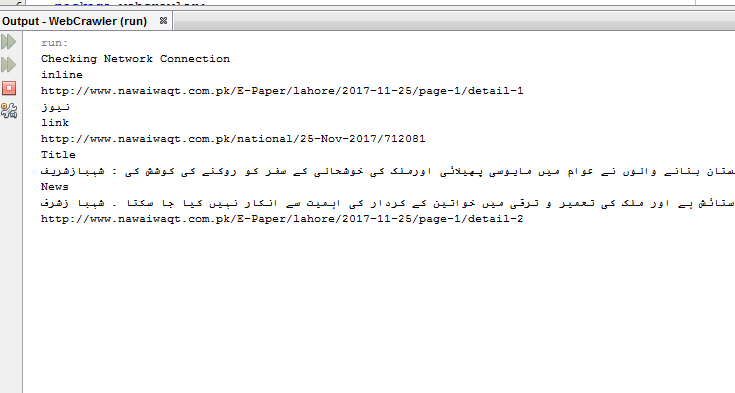 package webcrawler;
Output - WebCrawler (run)
run:
Checking Network Connection
inline
http://www.nawaiwaqt.com.pk/E-Paper/lahore/2017-11-25/page-1/detail-1
نیوز
link
http://www.nawaiwaqt.com.pk/national/25-Nov-2017/712081
Title
ستان بنانے والوں نے عوام میں مایوسی پھیلائی اورملک کی خوشحالی کے سفر کو روکنے کی کوشش کی : شہبازشریف
News
ستائش ہے اور ملک کی تعمیر و ترقی میں خواتین کے کردار کی اہمیت سے انکار نہیں کیا جا سکتا ۔ شہبا زشرف
http://www.nawaiwaqt.com.pk/E-Paper/lahore/2017-11-25/page-1/detail-2